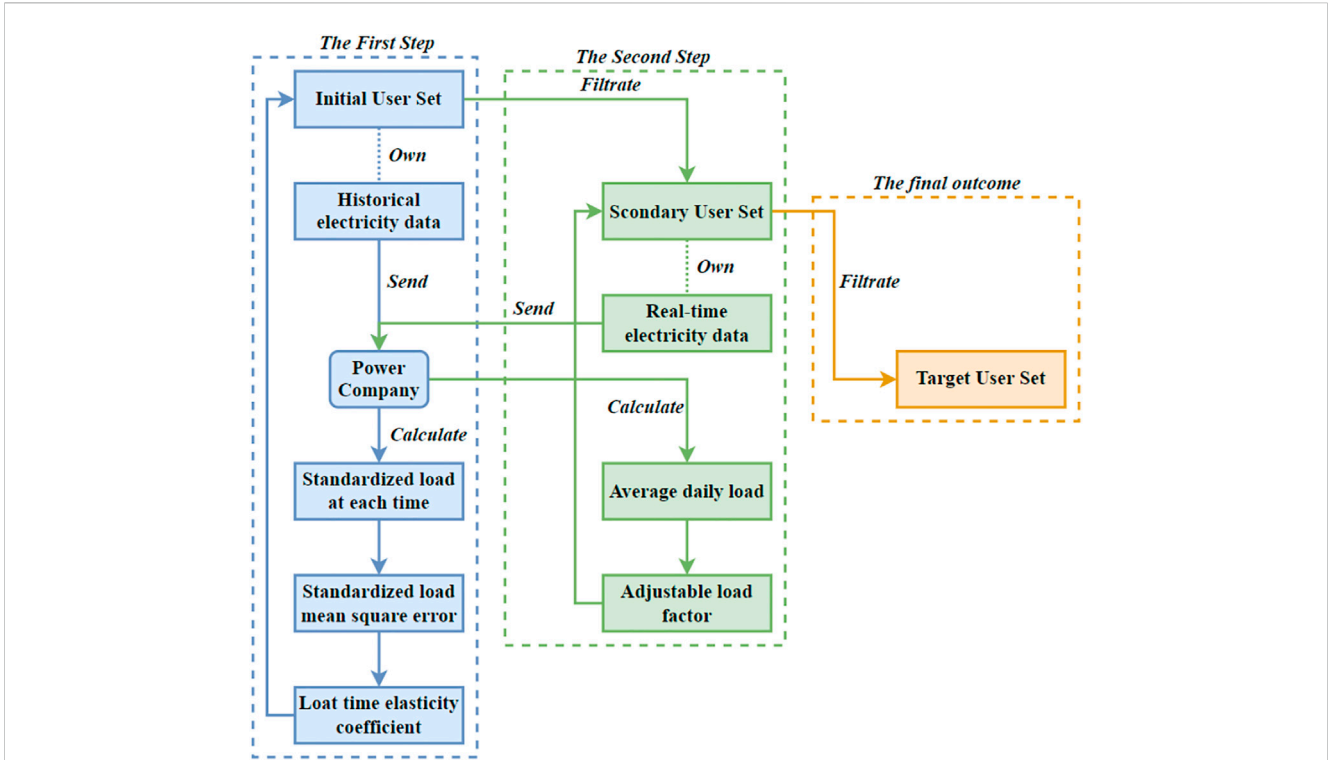 The First Step
Initial User Set
Own
Historical
electricity data
Send
Power
Company
Calculate
Standardized load
at each time
Standardized load
mean square error
Loat time elasticity
coefficient
The Second Step
Filtrate
Scondary User Set
Own
Real-time
electricity data
Send
Calculate
Average daily load
Adjustable load
factor
The final outcome
Filtrate
Target User Set